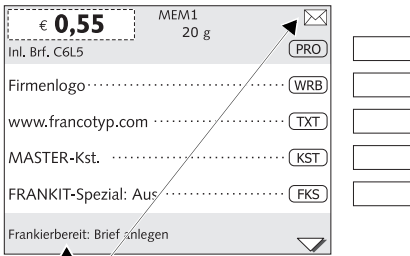 € 0,55 MEM1
20 g
Inl. Brf. C6L5 PRO
Firmenlogo WRB
www.francotyp.com TXT
MASTER-Kst. KST
FRANKIT-Spezial: Aus FKS
Frankierbereit: Brief anlegen